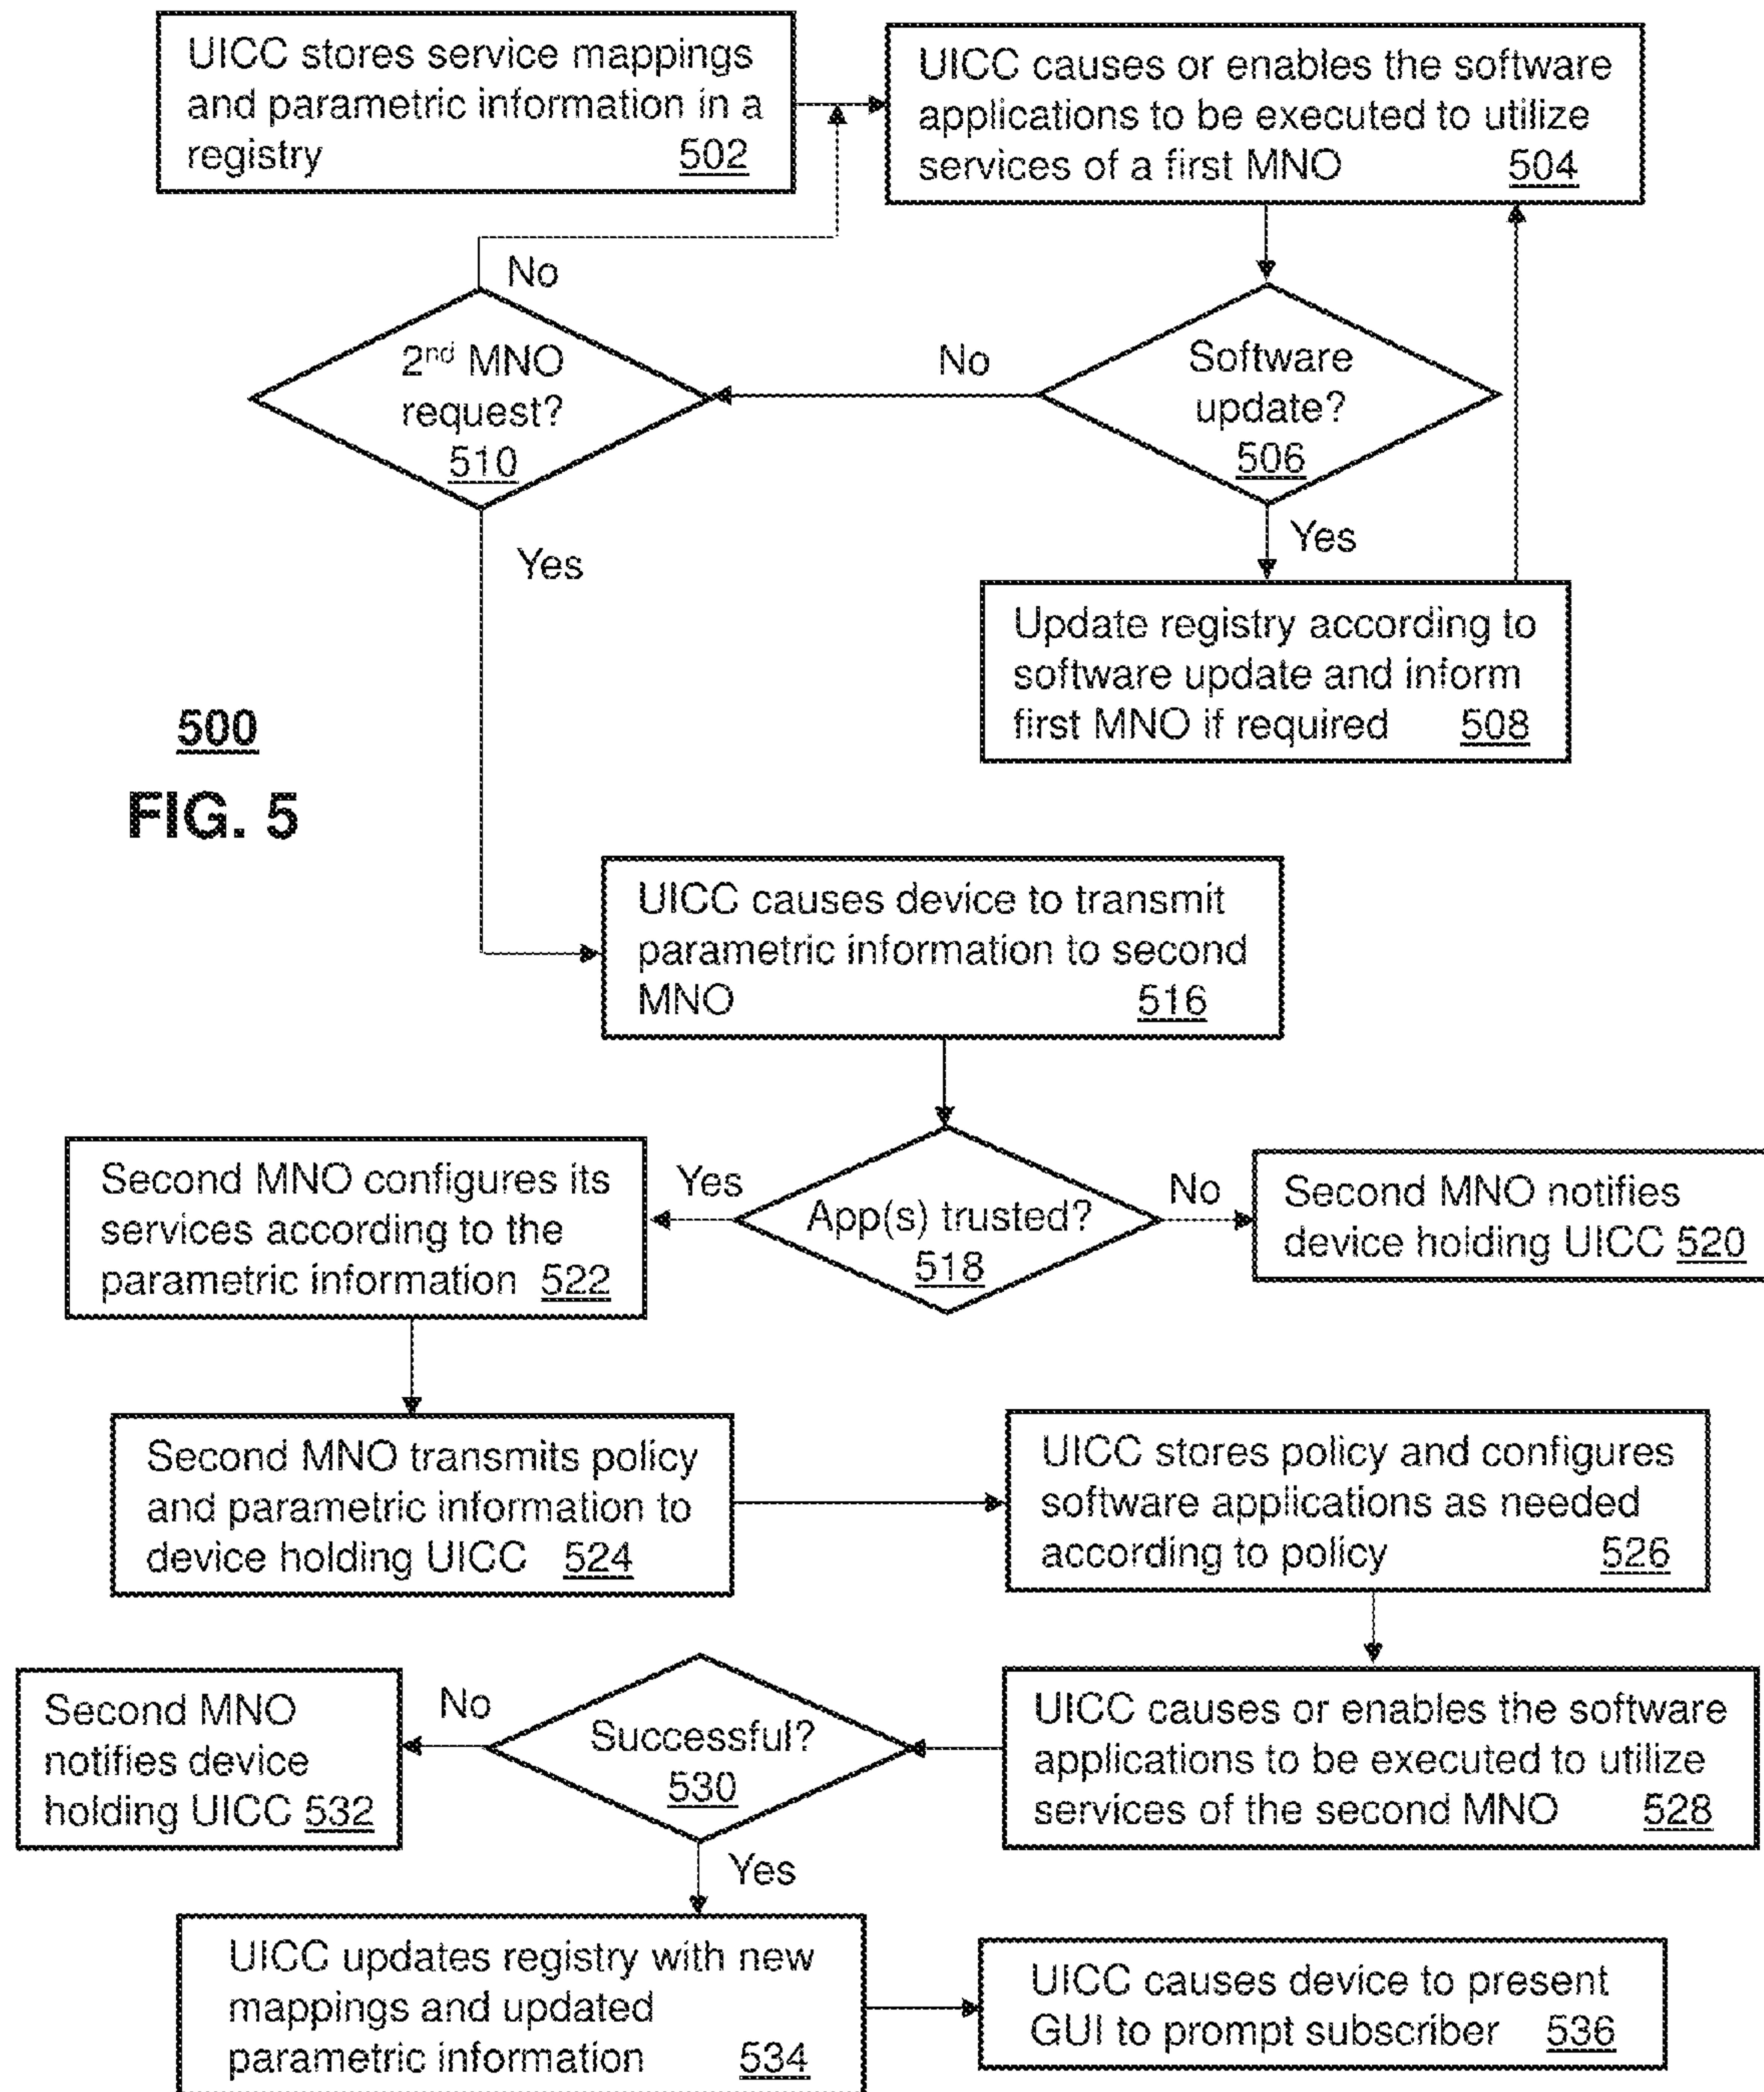 UICC stores service mappings
and parametric information in a
registry 502
UICC causes or enables the software
applications to be executed to utilize
services of a first MNO 504
No
2nd MNO
request?
510
No
Software
update?
506
Yes
Yes
Update registry according to
software update and inform
first MNO if required 508
500
FIG. 5
UICC causes device to transmit
parametric information to second
MNO 516
Second MNO configures its
services according to the
parametric information 522
Yes
App(s) trusted?
518
No
Second MNO notifies
device holding UICC 520
Second MNO transmits policy
and parametric information to
device holding UICC 524
UICC stores policy and configures
software applications as needed
according to policy 526
Second MNO
notifies device
holding UICC 532
No
Successful?
530
UICC causes or enables the software
applications to be executed to utilize
services of the second MNO 528
Yes
UICC updates registry with new
mappings and updated
parametric information 534
UICC causes device to present
GUI to prompt subscriber 536